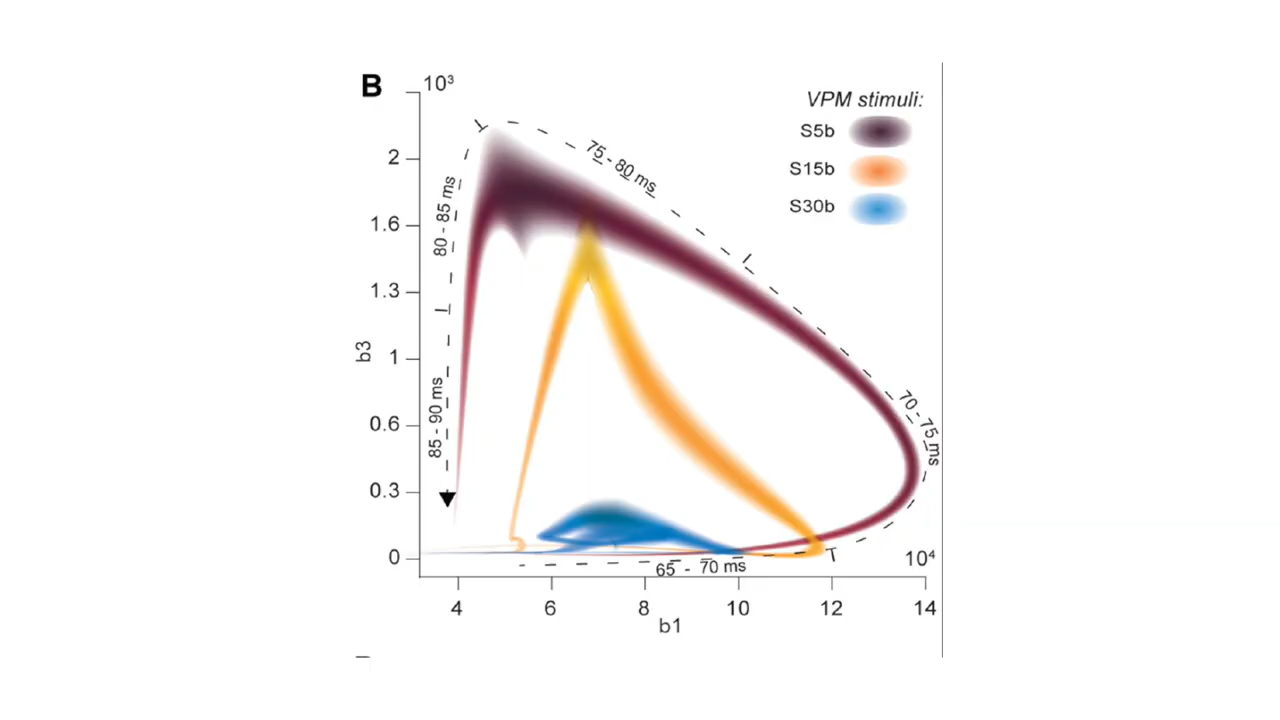 B
10³
VPM stimuli:
S5b
S15b
S30b
75 - 80 ms
80 - 85 ms
70 - 75 ms
85 - 90 ms
65 - 70 ms
b3
2
1.6
1.3
1
0.6
0.3
0
10⁴
4 6 8 10 12 14
b1